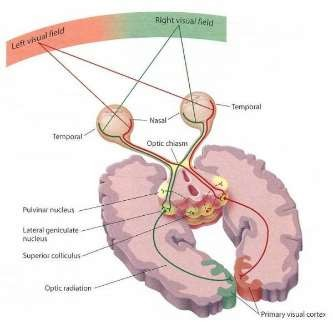 Right visual field
Left visual field
Temporal
Nasal
Temporal
Optic chiasm
Pulvinar nucleus
Lateral geniculate
nucleus
Superior colliculus
Optic radiation
Primary visual cortex